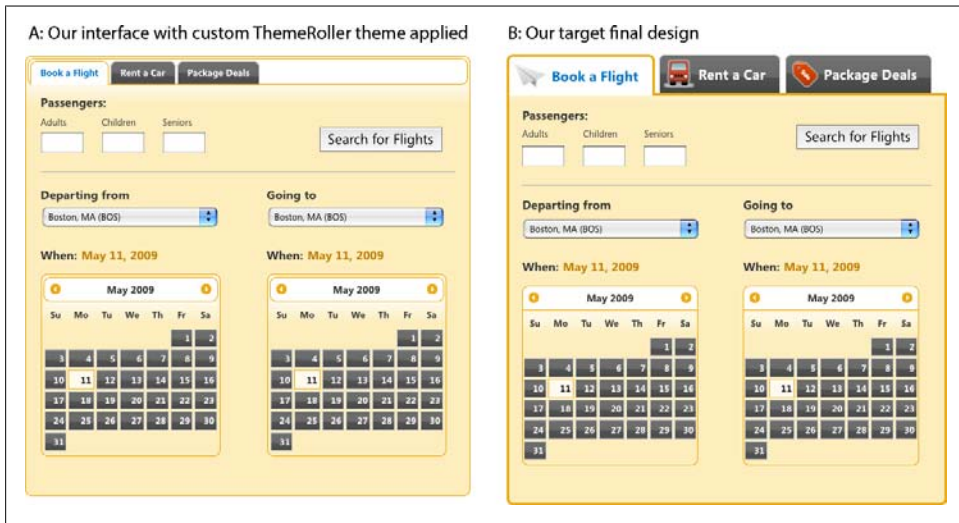 A: Our interface with custom ThemeRoller theme applied
Book a Flight Rent a Car Package Deals
Passengers:
Adults Children Seniors
Search for Flights
Departing from Going to
Boston, MA (BOS) Boston, MA (BOS)
When: May 11, 2009 When: May 11, 2009
May 2009 May 2009
Su Mo Tu We Th Fr Sa Su Mo Tu We Th Fr Sa
1 2 1 2
3 4 5 6 7 8 9 3 4 5 6 7 8 9
10 11 12 13 14 15 16 10 11 12 13 14 15 16
17 18 19 20 21 22 23 17 18 19 20 21 22 23
24 25 26 27 28 29 30 24 25 26 27 28 29 30
31 31
B: Our target final design
Book a Flight Rent a Car Package Deals
Passengers:
Adults Children Seniors
Search for Flights
Departing from Going to
Boston, MA (BOS) Boston, MA (BOS)
When: May 11, 2009 When: May 11, 2009
May 2009 May 2009
Su Mo Tu We Th Fr Sa Su Mo Tu We Th Fr Sa
1 2 1 2
3 4 5 6 7 8 9 3 4 5 6 7 8 9
10 11 12 13 14 15 16 10 11 12 13 14 15 16
17 18 19 20 21 22 23 17 18 19 20 21 22 23
24 25 26 27 28 29 30 24 25 26 27 28 29 30
31 31